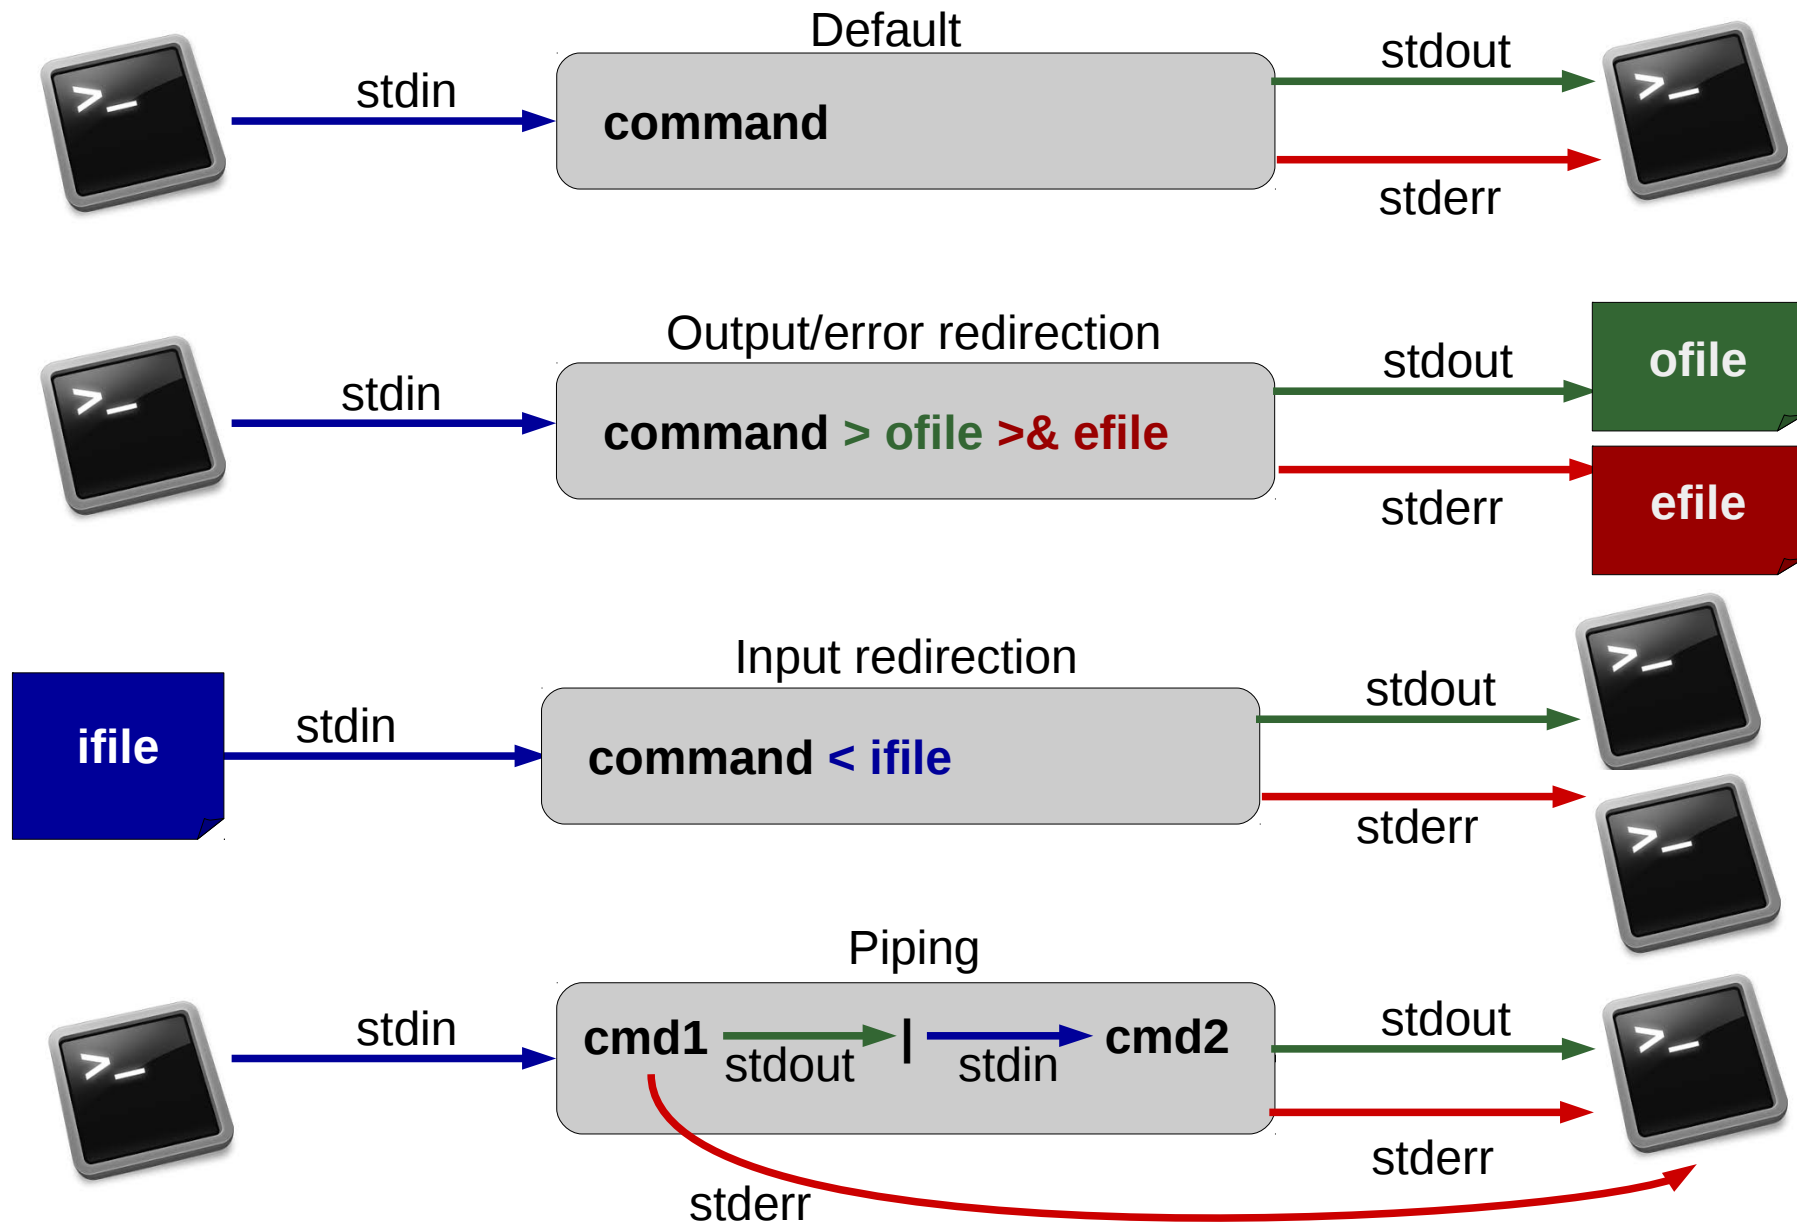 Default
stdin
command
stdout
stderr
Output/error redirection
stdin
command > ofile >& efile
stdout
stderr
ofile
efile
Input redirection
ifile
stdin
command < ifile
stdout
stderr
Piping
stdin
cmd1 | cmd2
stdout stdin
stdout
stderr
stderr
>_
>_
>_
>_
>_
>_
>_